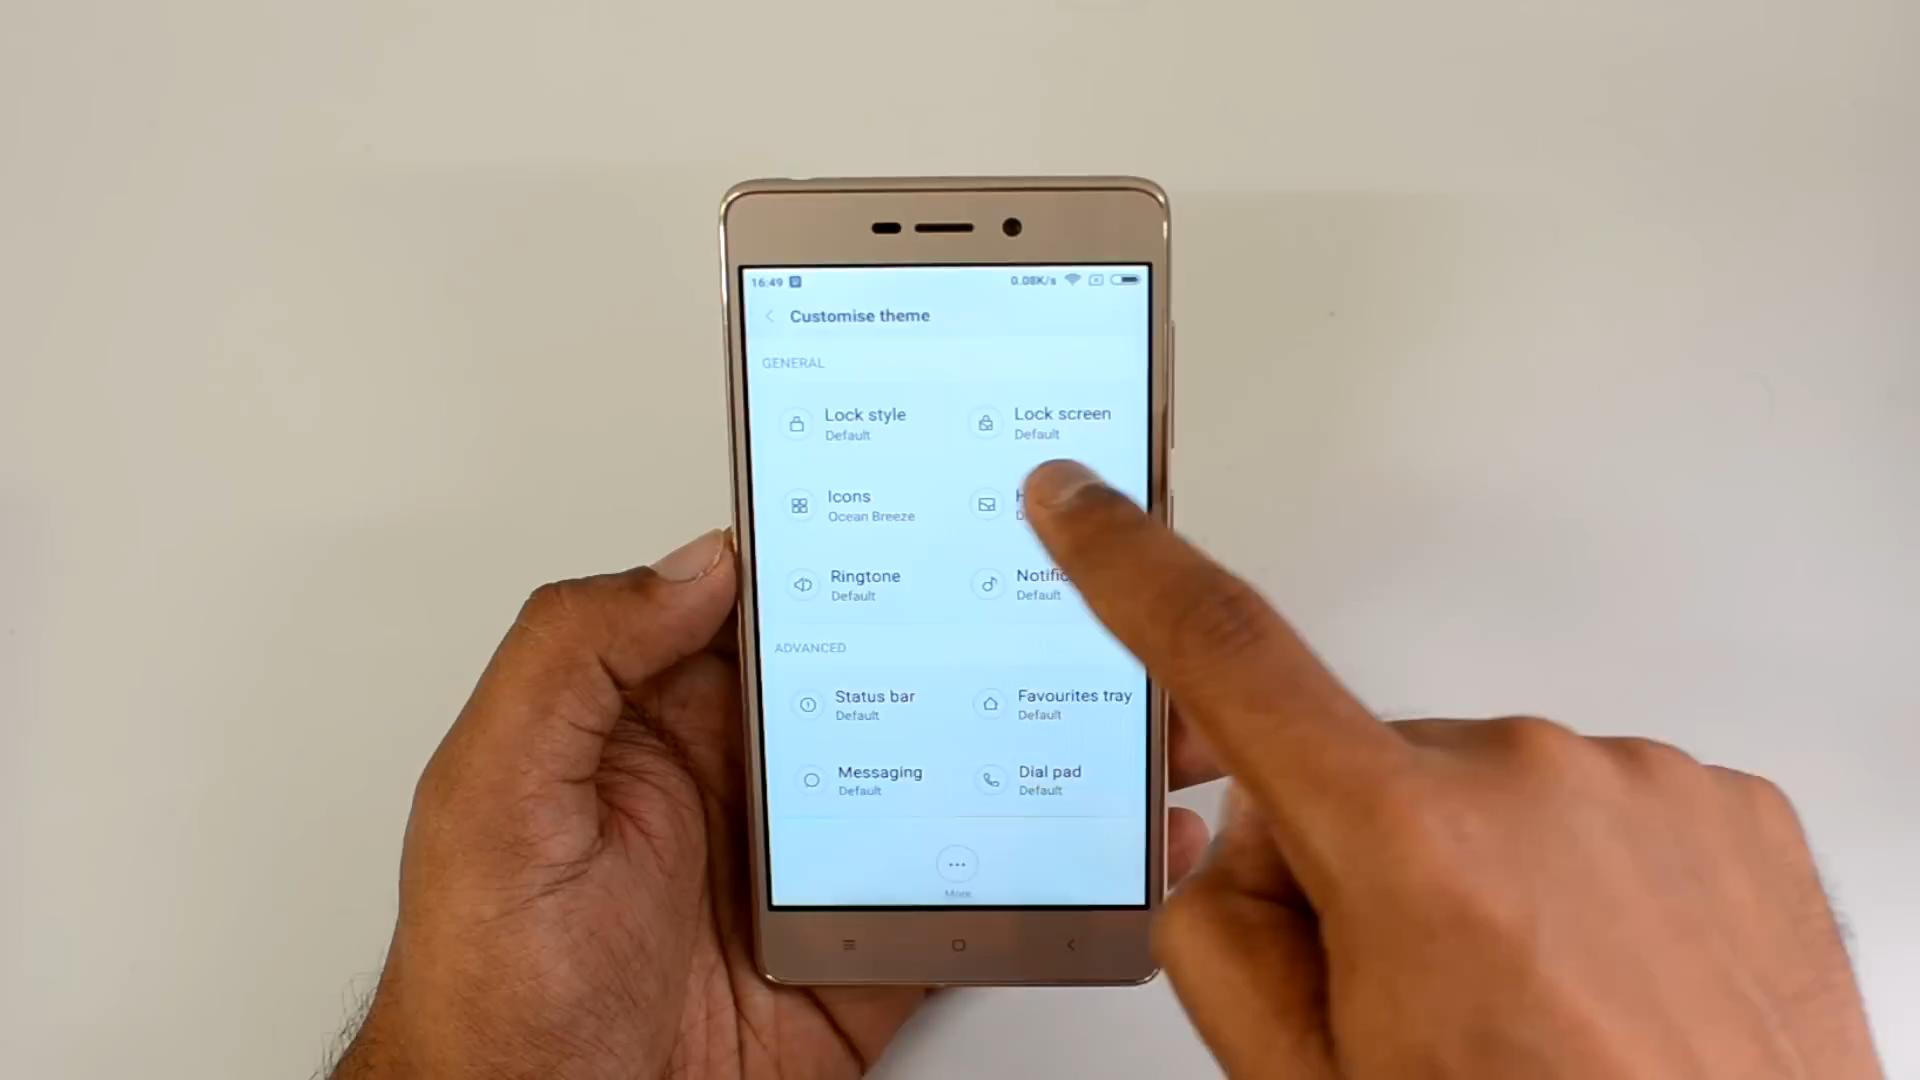 16:49 0.08K/s
Customise theme
GENERAL
Lock style
Default
Lock screen
Default
Icons
Ocean Breeze
Ringtone
Default
Default
ADVANCED
Status bar
Default
Favourites tray
Default
Messaging
Default
Dial pad
Default
More